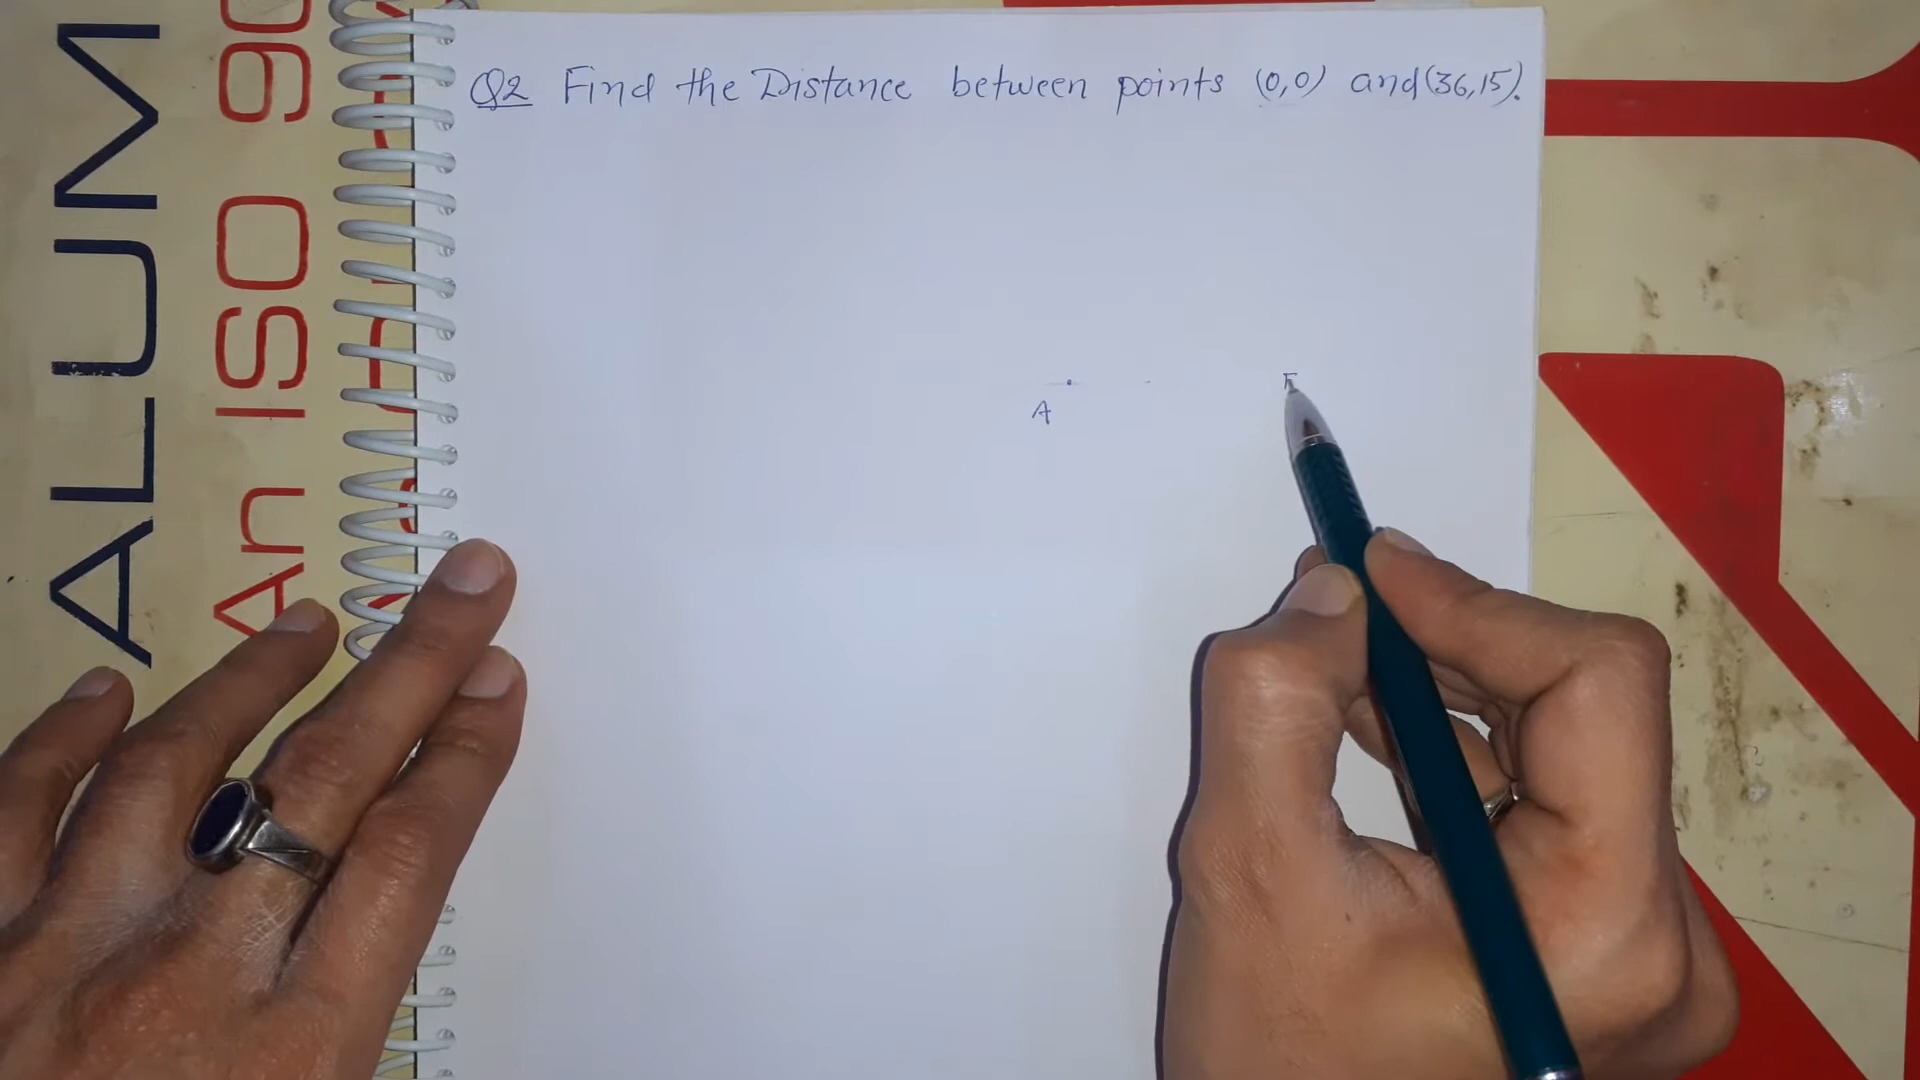 ALUM
An ISO 90
Q2 Find the Distance between points (0,0) and (36,15).
A